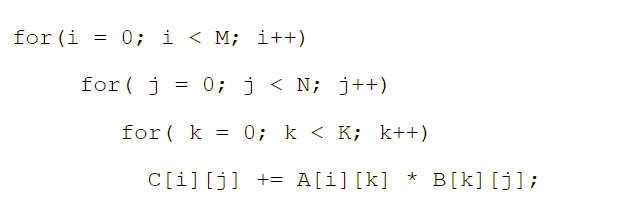 for(i = 0; i < M; i++)
for( j = 0; j < N; j++)
for( k = 0; k < K; k++)
C[i][j] += A[i][k] * B[k][j];